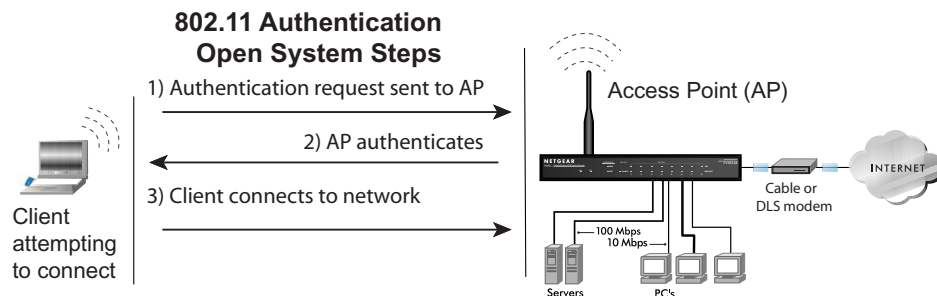 802.11 Authentication
Open System Steps
1) Authentication request sent to AP
2) AP authenticates
3) Client connects to network
Client
attempting
to connect
Access Point (AP)
NETGEAR
Cable or
DLS modem
INTERNET
100 Mbps
10 Mbps
Servers
PC's